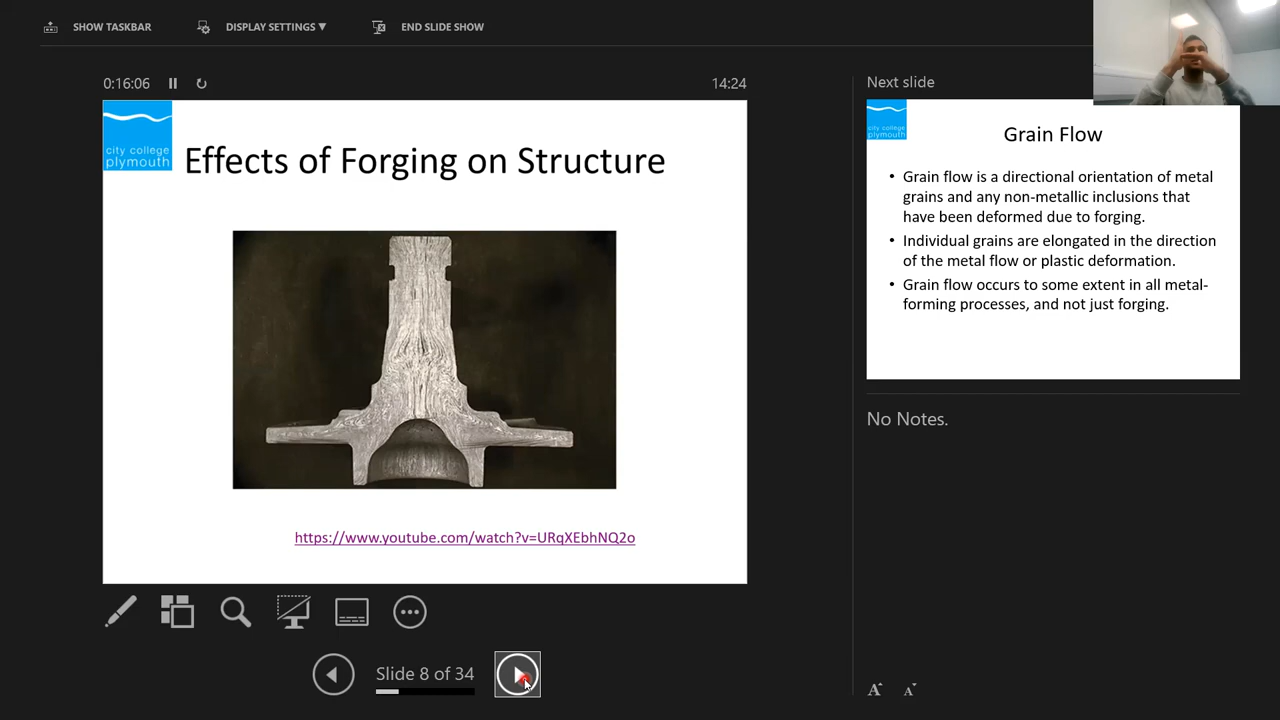 SHOW TASKBAR
DISPLAY SETTINGS ▼
END SLIDE SHOW
0:16:06
14:24
city college
plymouth
Effects of Forging on Structure
https://www.youtube.com/watch?v=URqXEbhNQ2o
Slide 8 of 34
Next slide
city college
plymouth
Grain Flow
• Grain flow is a directional orientation of metal
grains and any non-metallic inclusions that
have been deformed due to forging.
• Individual grains are elongated in the direction
of the metal flow or plastic deformation.
• Grain flow occurs to some extent in all metal-
forming processes, and not just forging.
No Notes.
A A